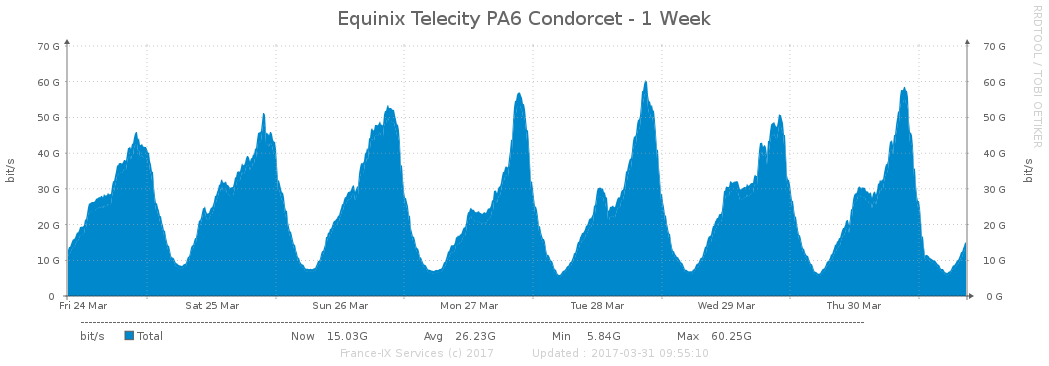 Equinix Telecity PA6 Condorcet - 1 Week
RRDTOOL / TOBI OETIKER
bit/s
70 G
60 G
50 G
40 G
30 G
20 G
10 G
0
70 G
60 G
50 G
40 G
30 G
20 G
10 G
0 G
bit/s
Fri 24 Mar Sat 25 Mar Sun 26 Mar Mon 27 Mar Tue 28 Mar Wed 29 Mar Thu 30 Mar
bit/s Total Now 15.03G Avg 26.23G Min 5.84G Max 60.25G
France-IX Services (c) 2017 Updated : 2017-03-31 09:55:10